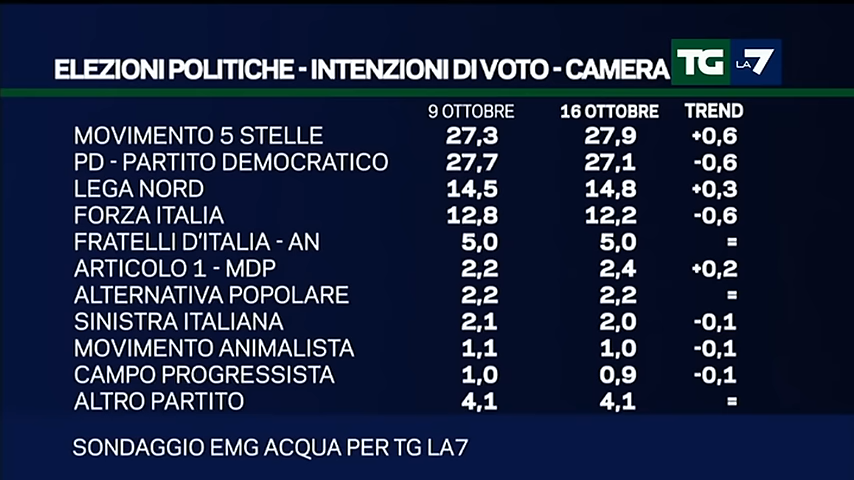 ELEZIONI POLITICHE - INTENZIONI DI VOTO - CAMERA TG LA7
9 OTTOBRE 16 OTTOBRE TREND
MOVIMENTO 5 STELLE 27,3 27,9 +0,6
PD - PARTITO DEMOCRATICO 27,7 27,1 -0,6
LEGA NORD 14,5 14,8 +0,3
FORZA ITALIA 12,8 12,2 -0,6
FRATELLI D'ITALIA - AN 5,0 5,0 =
ARTICOLO 1 - MDP 2,2 2,4 +0,2
ALTERNATIVA POPOLARE 2,2 2,2 =
SINISTRA ITALIANA 2,1 2,0 -0,1
MOVIMENTO ANIMALISTA 1,1 1,0 -0,1
CAMPO PROGRESSISTA 1,0 0,9 -0,1
ALTRO PARTITO 4,1 4,1 =
SONDAGGIO EMG ACQUA PER TG LA7